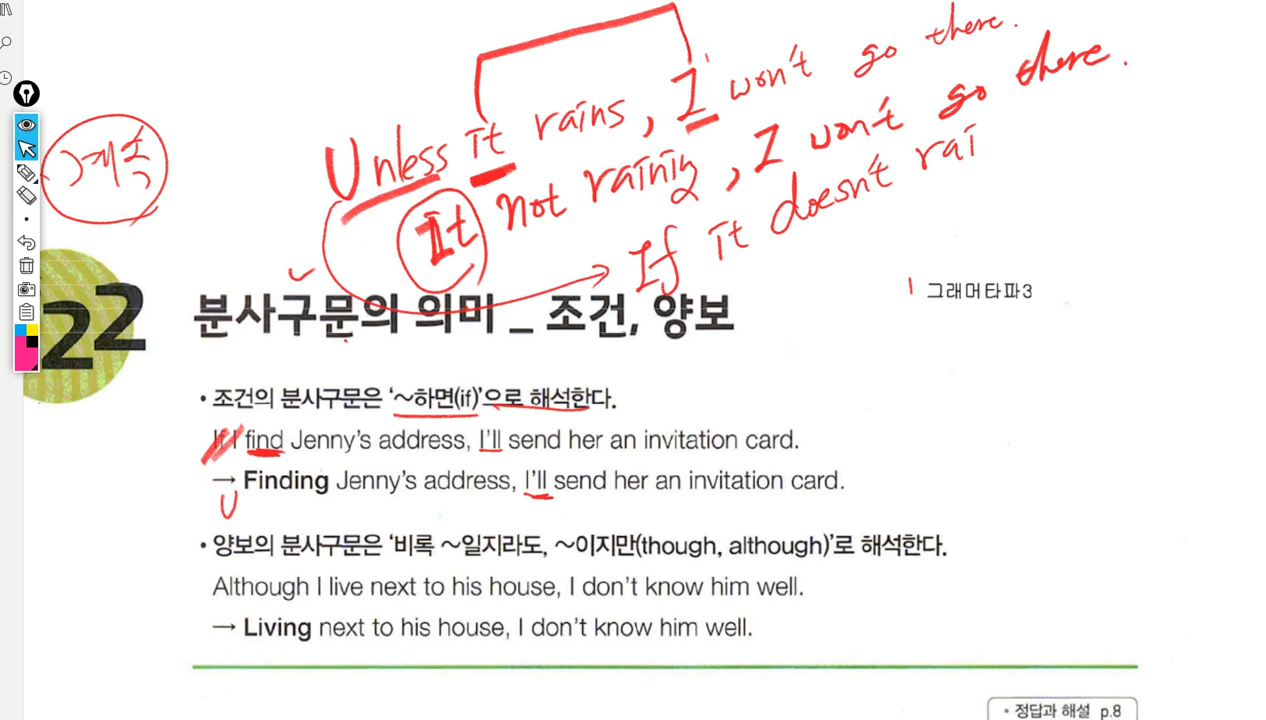 Unless it rains, I won't go there.
It not rainig, I won't go there.
If it doesn't rai
계속
22
분사구문의 의미 _ 조건, 양보
그래머타파3
• 조건의 분사구문은 '~하면(if)'으로 해석한다.
If I find Jenny's address, I'll send her an invitation card.
→ Finding Jenny's address, I'll send her an invitation card.
• 양보의 분사구문은 '비록 ~일지라도, ~이지만(though, although)'로 해석한다.
Although I live next to his house, I don't know him well.
→ Living next to his house, I don't know him well.
• 정답과 해설 p.8